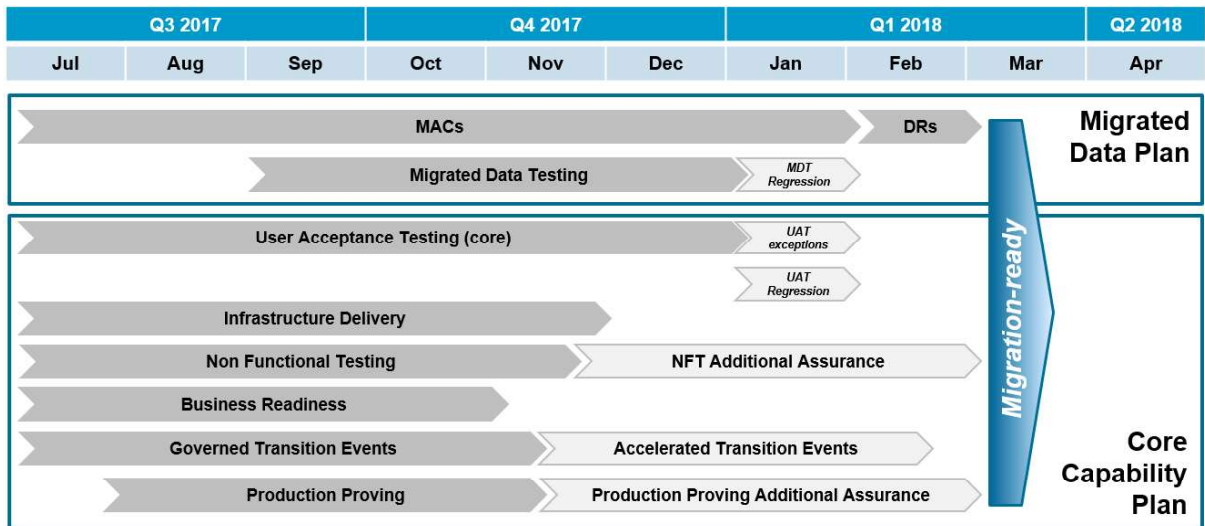 Q3 2017
Q4 2017
Q1 2018
Q2 2018
Jul
Aug
Sep
Oct
Nov
Dec
Jan
Feb
Mar
Apr
MACs
DRs
Migrated
Data Plan
Migrated Data Testing
MDT
Regression
User Acceptance Testing (core)
UAT
exceptions
UAT
Regression
Infrastructure Delivery
Non Functional Testing
NFT Additional Assurance
Business Readiness
Governed Transition Events
Accelerated Transition Events
Production Proving
Production Proving Additional Assurance
Migration-ready
Core
Capability
Plan